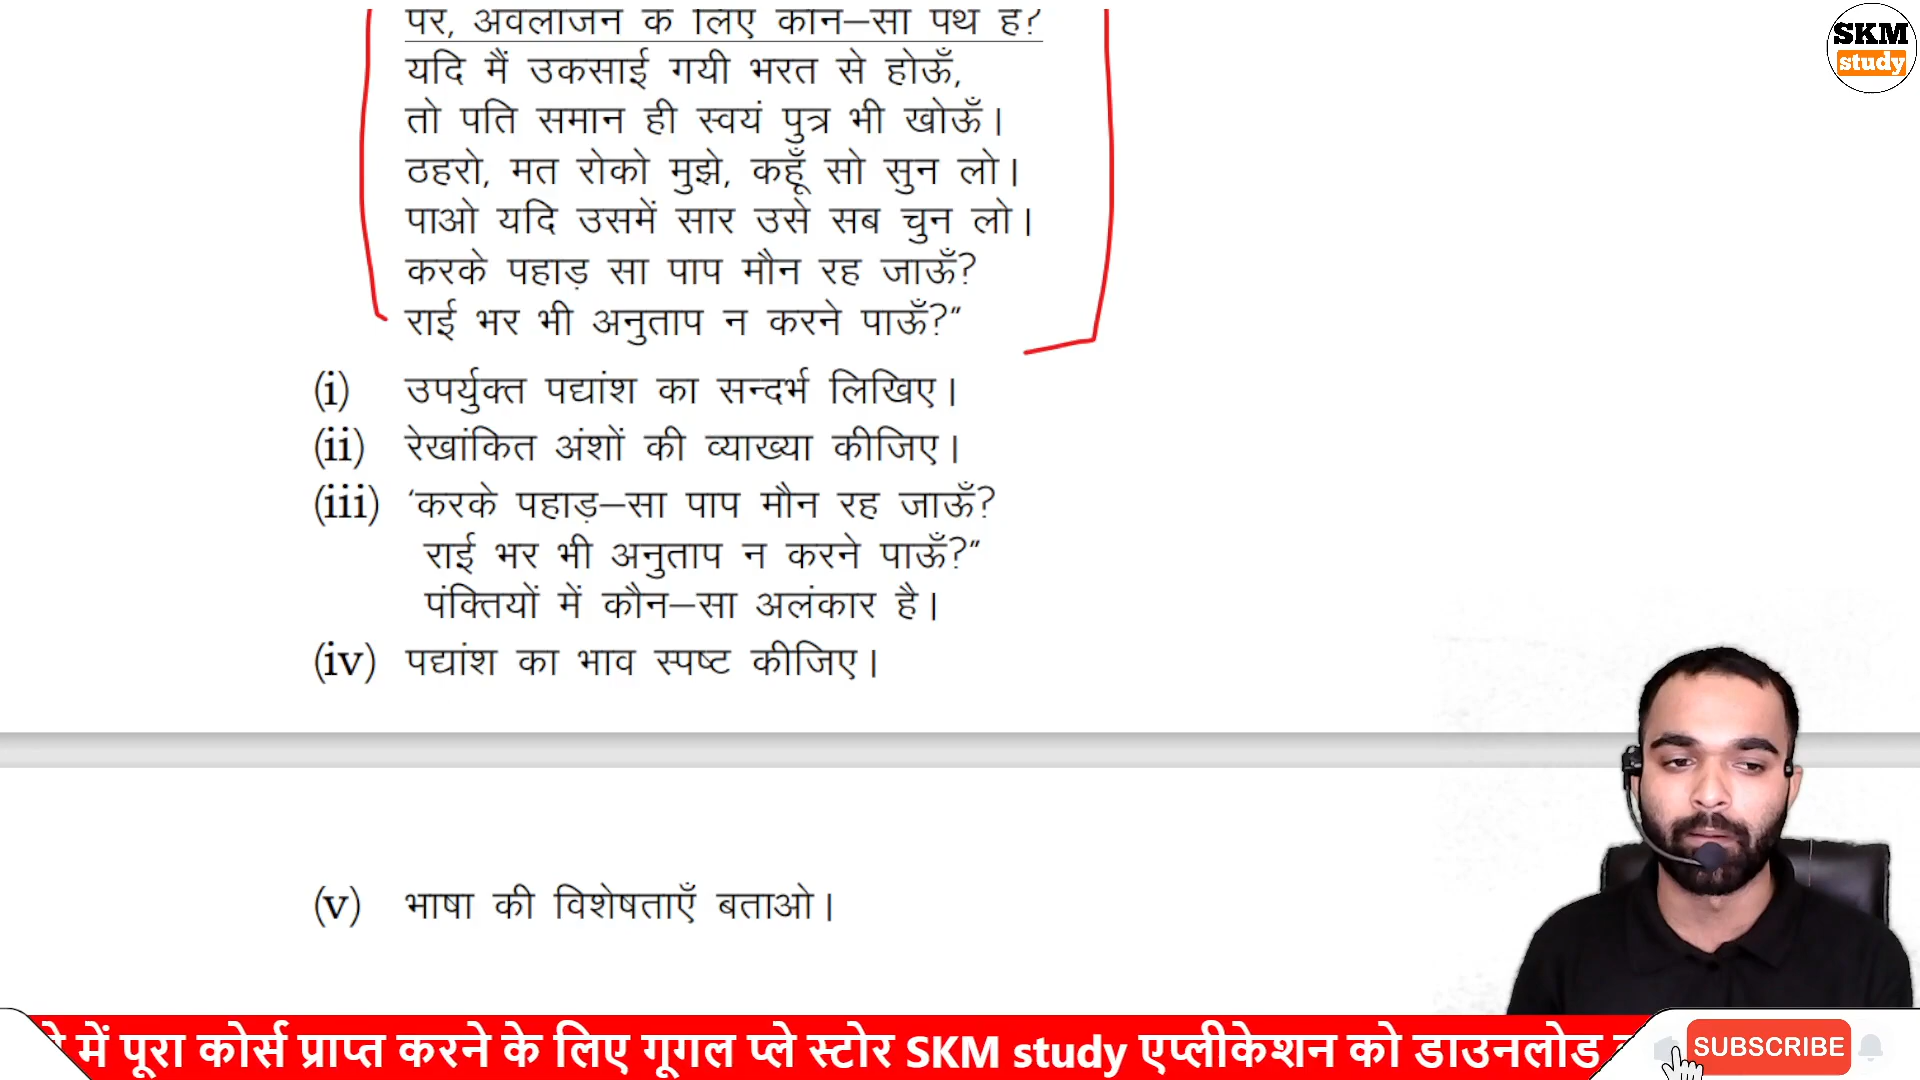 पर, अबलाजन के लिए कौन–सा पथ है?
यदि मैं उकसाई गयी भरत से होऊँ,
तो पति समान ही स्वयं पुत्र भी खोऊँ।
ठहरो, मत रोको मुझे, कहूँ सो सुन लो।
पाओ यदि उसमें सार उसे सब चुन लो।
करके पहाड़ सा पाप मौन रह जाऊँ?
राई भर भी अनुताप न करने पाऊँ?”
(i) उपर्युक्त पद्यांश का सन्दर्भ लिखिए।
(ii) रेखांकित अंशों की व्याख्या कीजिए।
(iii) ‘करके पहाड़–सा पाप मौन रह जाऊँ?
राई भर भी अनुताप न करने पाऊँ?”
पंक्तियों में कौन–सा अलंकार है।
(iv) पद्यांश का भाव स्पष्ट कीजिए।
(v) भाषा की विशेषताएँ बताओ।
SKM
study
में पूरा कोर्स प्राप्त करने के लिए गूगल प्ले स्टोर SKM study एप्लीकेशन को डाउनलोड
SUBSCRIBE